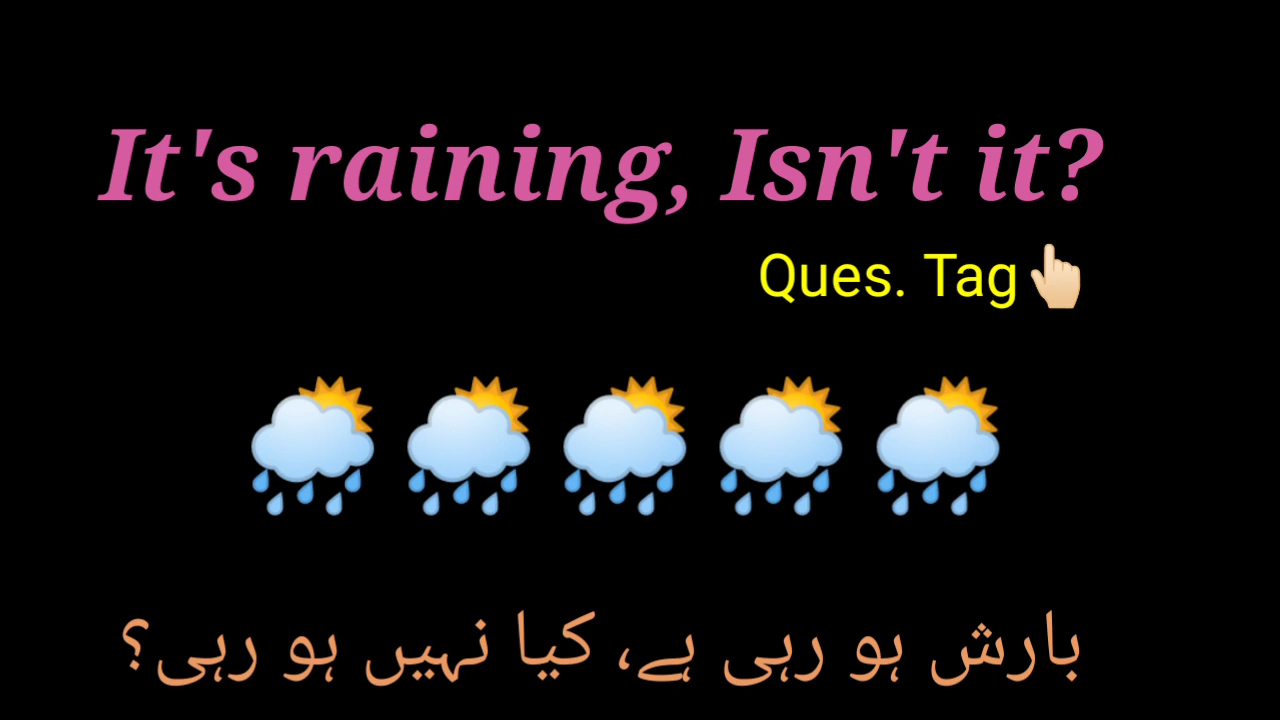 It's raining, Isn't it?
Ques. Tag👆🏻
بارش ہو رہی ہے، کیا نہیں ہو رہی؟